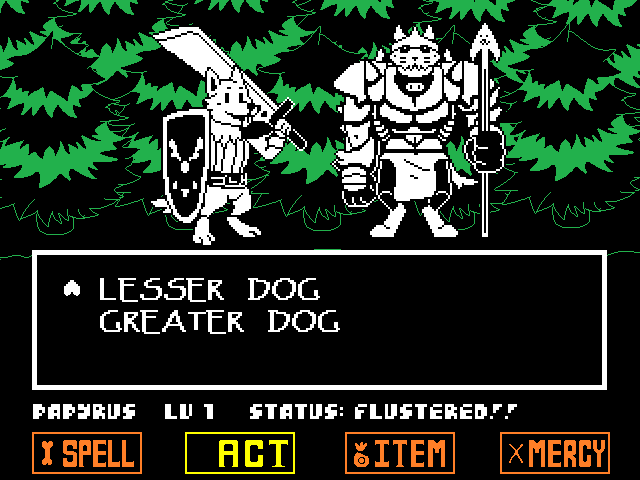 LESSER DOG
GREATER DOG
PAPYRUS LV 1 STATUS: FLUSTERED!!
SPELL ACT ITEM MERCY